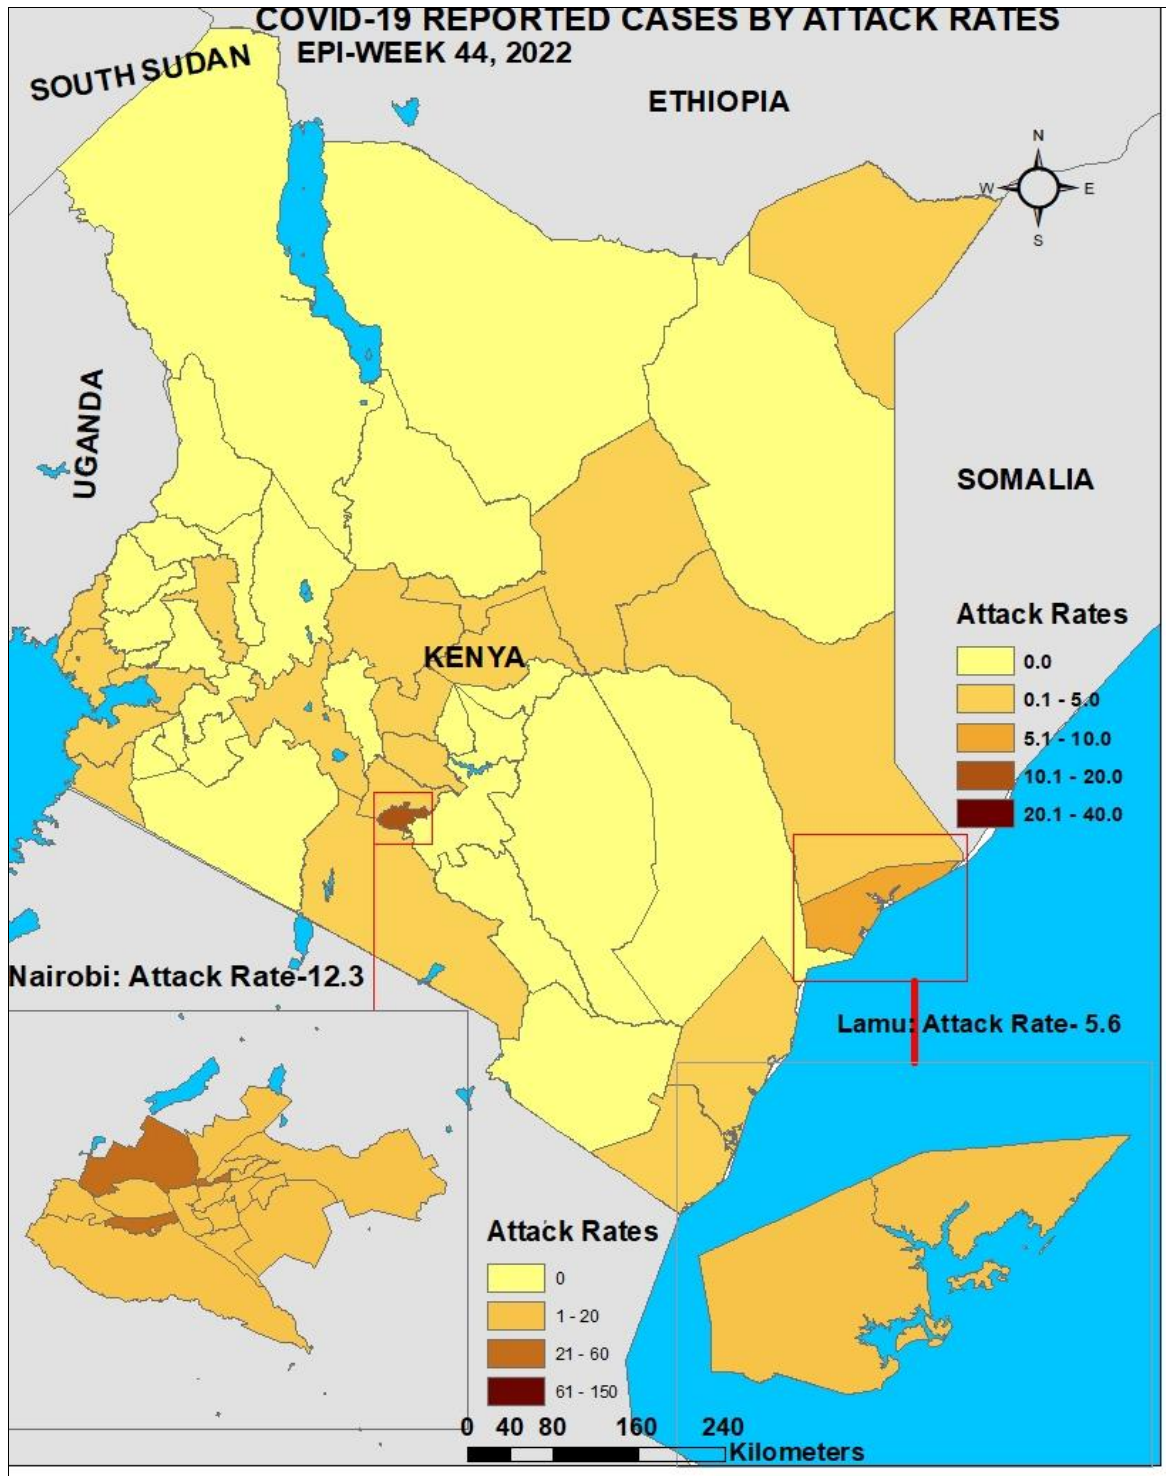 COVID-19 REPORTED CASES BY ATTACK RATES
EPI-WEEK 44, 2022
SOUTH SUDAN
ETHIOPIA
N
W
E
S
UGANDA
SOMALIA
KENYA
Attack Rates
0.0
0.1 - 5.0
5.1 - 10.0
10.1 - 20.0
20.1 - 40.0
Nairobi: Attack Rate-12.3
Lamu: Attack Rate- 5.6
Attack Rates
0
1 - 20
21 - 60
61 - 150
0 40 80 160 240
Kilometers